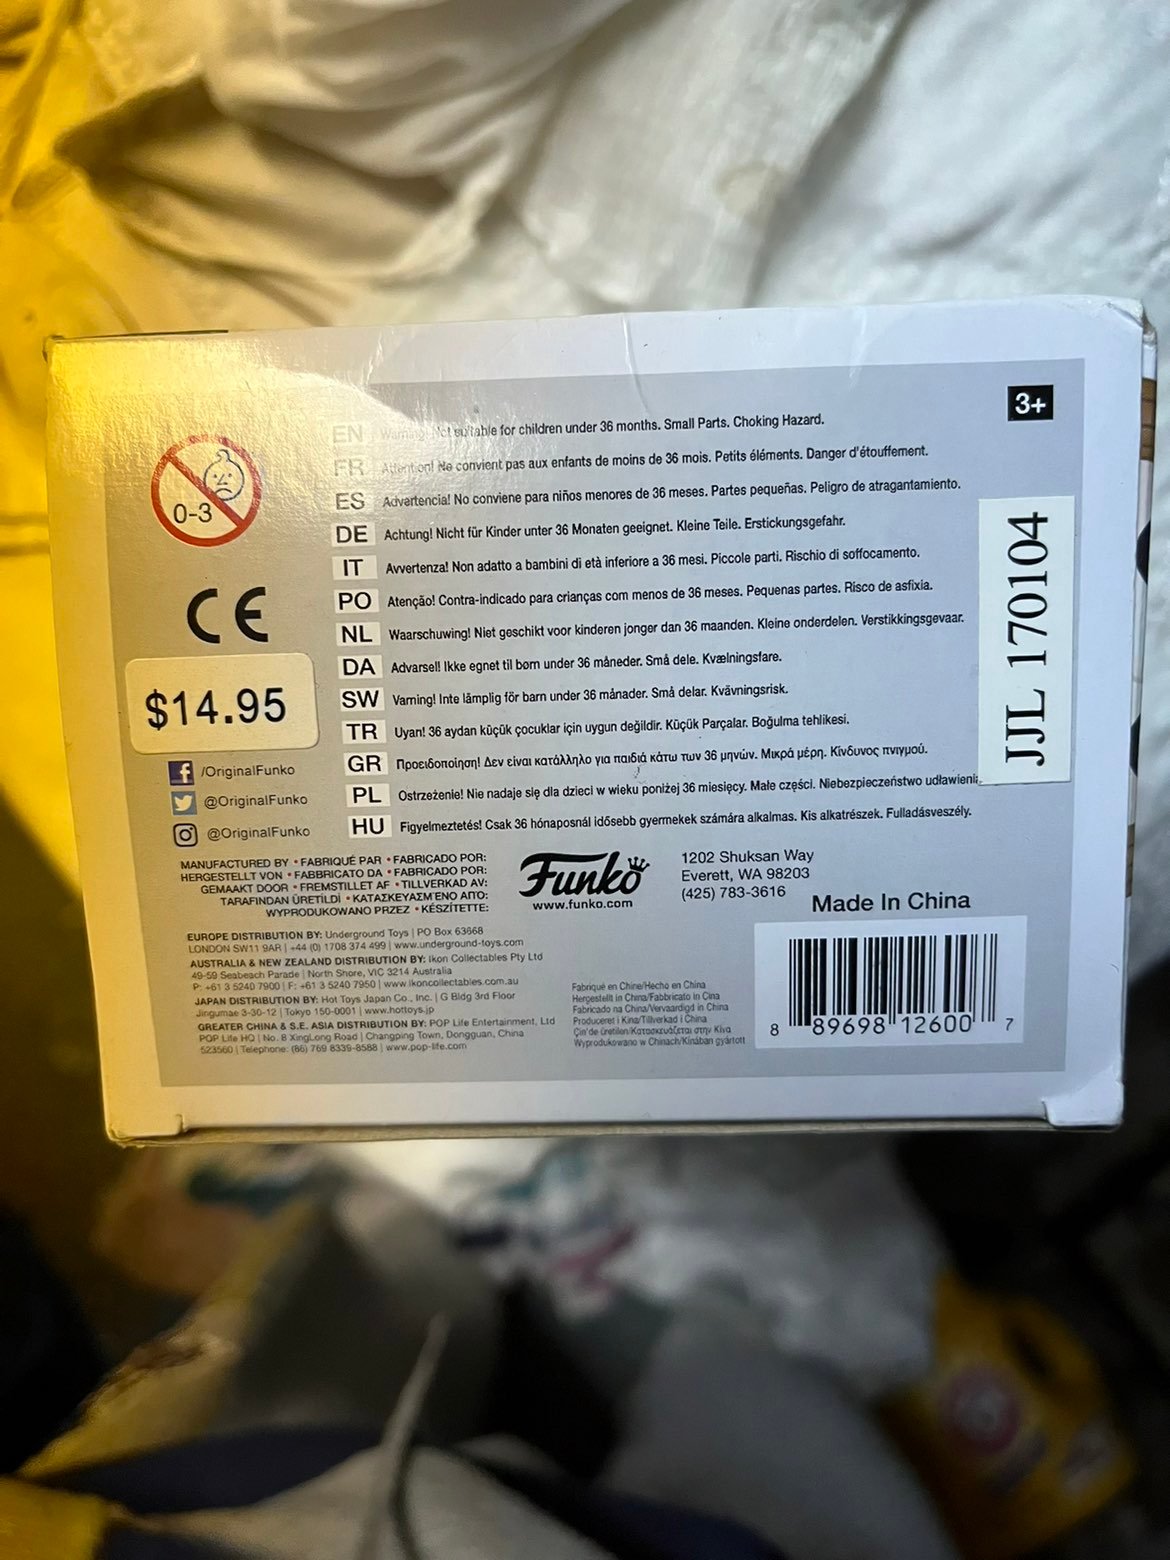 3+
0-3
EN Warning! Not suitable for children under 36 months. Small Parts. Choking Hazard.
FR Attention! Ne convient pas aux enfants de moins de 36 mois. Petits éléments. Danger d'étouffement.
ES Advertencia! No conviene para niños menores de 36 meses. Partes pequeñas. Peligro de atragantamiento.
DE Achtung! Nicht für Kinder unter 36 Monaten geeignet. Kleine Teile. Erstickungsgefahr.
IT Avvertenza! Non adatto a bambini di età inferiore a 36 mesi. Piccole parti. Rischio di soffocamento.
PO Atenção! Contra-indicado para crianças com menos de 36 meses. Pequenas partes. Risco de asfixia.
NL Waarschuwing! Niet geschikt voor kinderen jonger dan 36 maanden. Kleine onderdelen. Verstikkingsgevaar.
DA Advarsel! Ikke egnet til børn under 36 måneder. Små dele. Kvælningsfare.
SW Varning! Inte lämplig för barn under 36 månader. Små delar. Kvävningsrisk.
TR Uyarı! 36 aydan küçük çocuklar için uygun değildir. Küçük Parçalar. Boğulma tehlikesi.
GR Προειδοποίηση! Δεν είναι κατάλληλο για παιδιά κάτω των 36 μηνών. Μικρά μέρη. Κίνδυνος πνιγμού.
PL Ostrzeżenie! Nie nadaje się dla dzieci w wieku poniżej 36 miesięcy. Małe części. Niebezpieczeństwo
HU Figyelmeztetés! Csak 36 hónaposnál idősebb gyermekek számára alkalmas. Kis alkatrészek. Fulladásveszély.
CE
$14.95
JJL 170104
/OriginalFunko
@OriginalFunko
@OriginalFunko
MANUFACTURED BY • FABRIQUÉ PAR • FABRICADO POR:
HERGESTELLT VON • FABBRICATO DA • FABRICADO POR:
GEMAAKT DOOR • FREMSTILLET AF • TILLVERKAD AV:
TARAFINDAN ÜRETİLDİ • ΚΑΤΑΣΚΕΥΑΣΜΈΝΟ ΑΠΌ:
WYPRODUKOWANO PRZEZ • KÉSZÍTETTE:
Funko
www.funko.com
1202 Shuksan Way
Everett, WA 98203
(425) 783-3616
Made In China
EUROPE DISTRIBUTION BY: Underground Toys | PO Box 63668
LONDON SW11 9AR | +44 (0) 1708 374 499 | www.underground-toys.com
AUSTRALIA & NEW ZEALAND DISTRIBUTION BY: Ikon Collectables Pty Ltd
49-59 Seabeach Parade | North Shore, VIC 3214 Australia
P: +61 3 5240 7900 | F: +61 3 5240 7950 | www.ikoncollectables.com.au
JAPAN DISTRIBUTION BY: Hot Toys Japan Co., Inc. | G Bldg 3rd Floor
Jingumae 3-30-12 | Tokyo 150-0001 | www.hottoys.jp
GREATER CHINA & S.E. ASIA DISTRIBUTION BY: POP Life Entertainment, Ltd
POP Life HQ | No. 8 XingLong Road | Changping Town, Dongguan, China
523560 | Telephone: (86) 769 8339-8588 | www.pop-life.com
Fabriqué en Chine/Hecho en China
Hergestellt in China/Fabbricato In Cina
Fabricado na China/Vervaardigd in China
Produceret i Kina/Tillverkad i China
Çin'de üretilen/Κατασκευάζεται στην Κίνα
Wyprodukowano w Chinach/Kínában gyártott
8 89698 12600 7